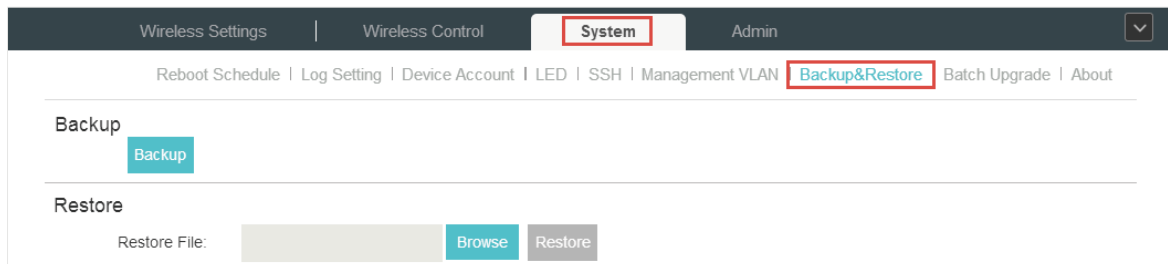 Wireless Settings | Wireless Control System Admin
Reboot Schedule | Log Setting | Device Account | LED | SSH | Management VLAN | Backup&Restore Batch Upgrade | About
Backup
Backup
Restore
Restore File: Browse Restore